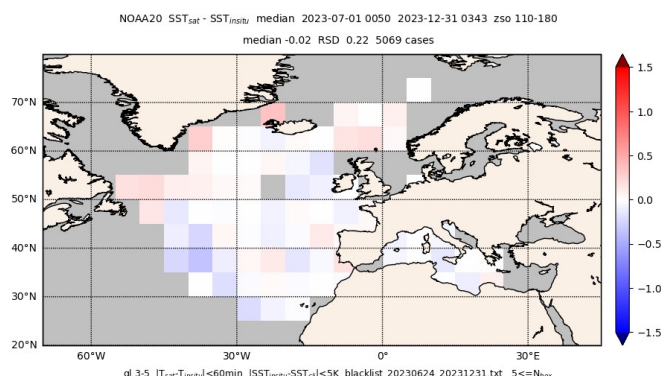 NOAA20 SST_sat - SST_insitu median 2023-07-01 0050 2023-12-31 0343 zso 110-180
median -0.02 RSD 0.22 5069 cases
70°N
60°N
50°N
40°N
30°N
20°N
60°W
30°W
0°
30°E
1.5
1.0
0.5
0.0
−0.5
−1.0
−1.5
ql 3-5 |T_sat-T_insitu|<60min |SST_insitu-SST_ck|<5K blacklist 20230624 20231231.txt 5<=N_box